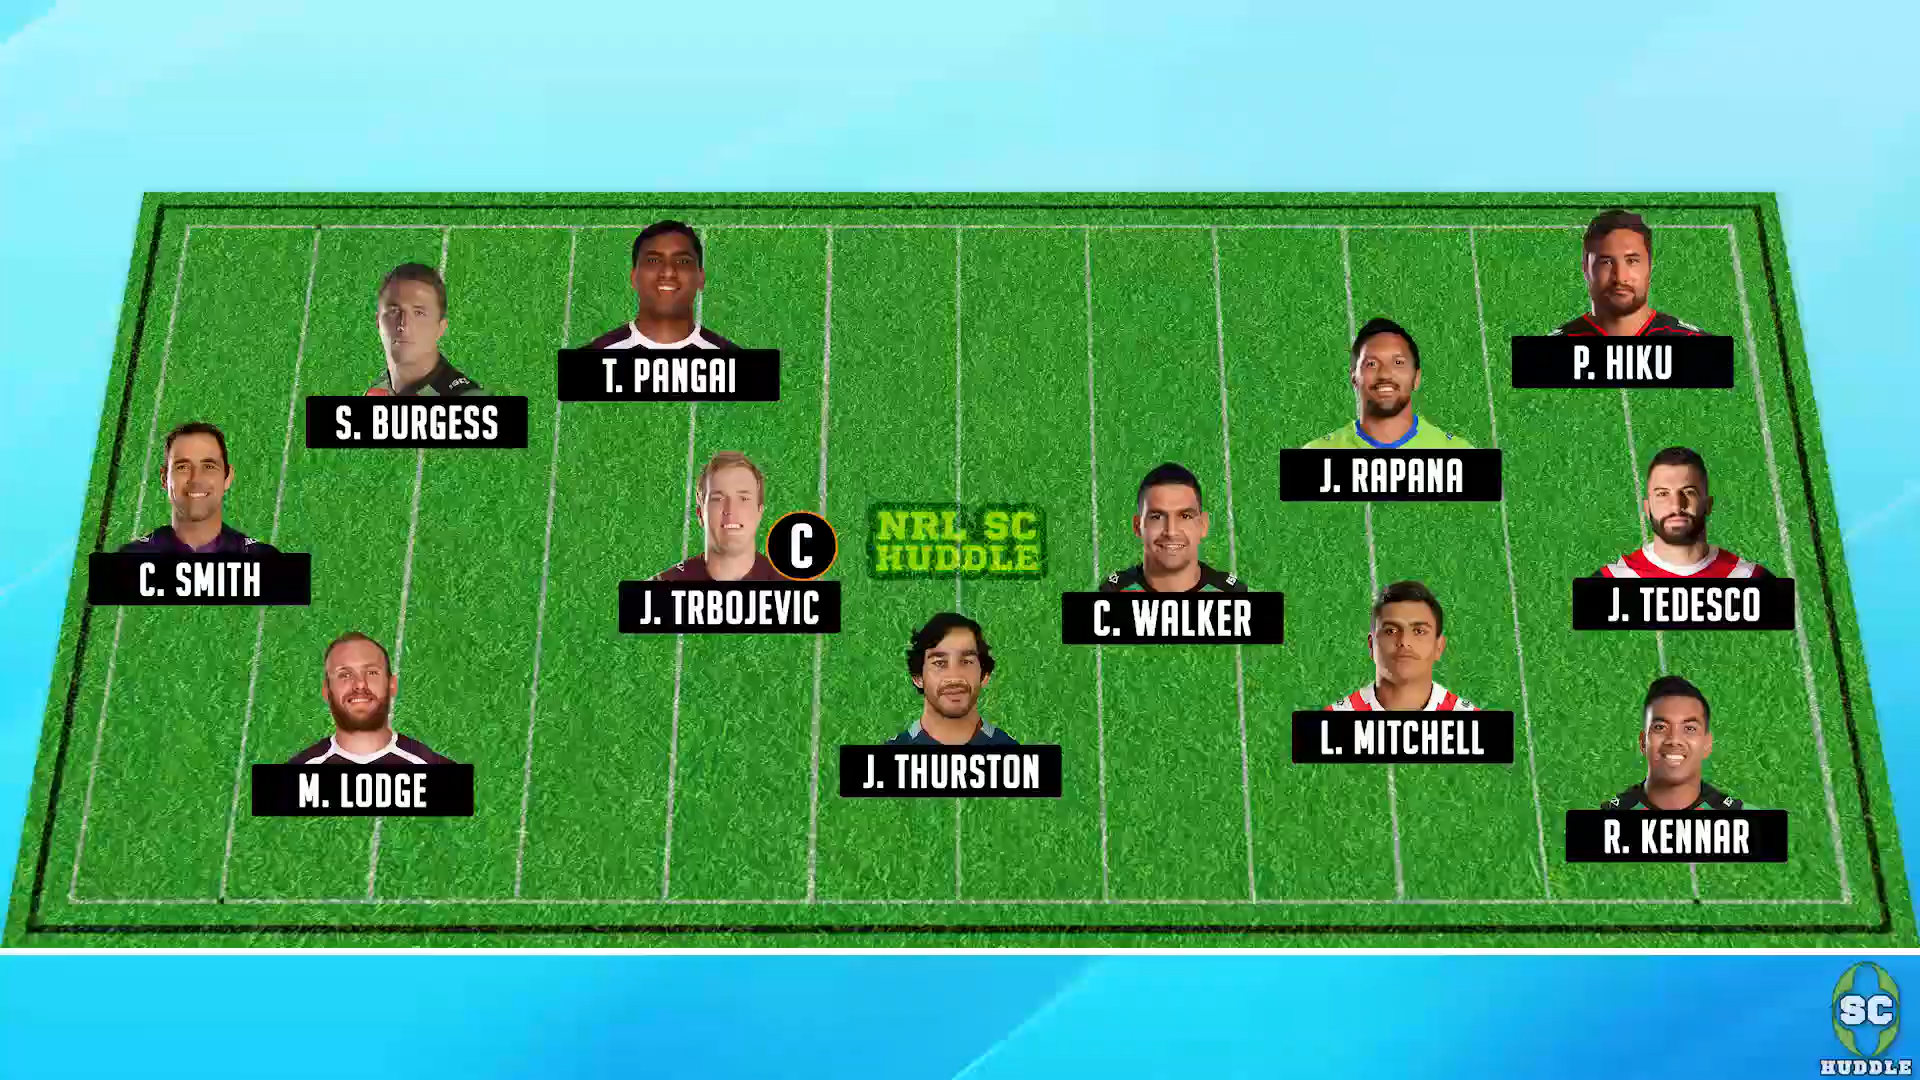 P. HIKU
T. PANGAI
S. BURGESS
J. RAPANA
NRL SC
HUDDLE
C
C. SMITH
J. TRBOJEVIC
C. WALKER
J. TEDESCO
L. MITCHELL
J. THURSTON
M. LODGE
R. KENNAR
SC
HUDDLE